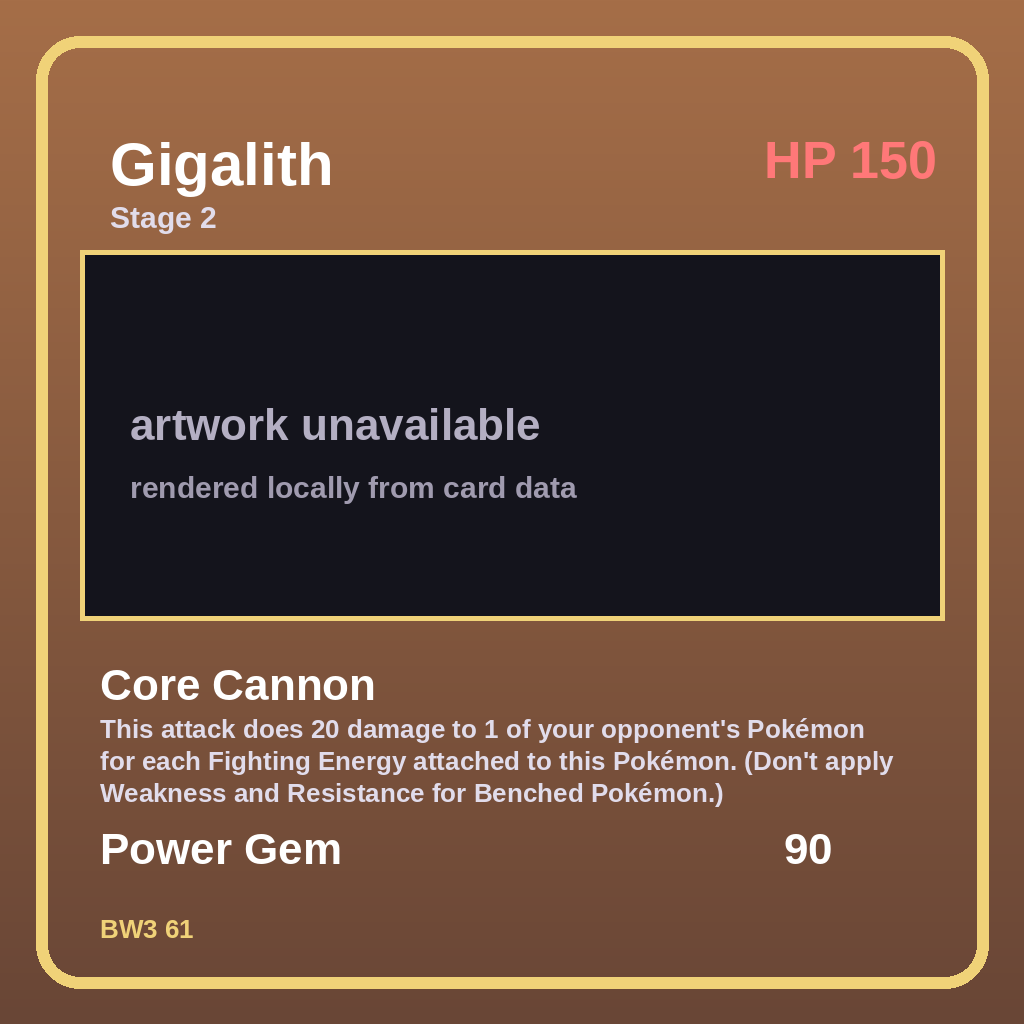 Gigalith
HP 150
Stage 2
artwork unavailable
rendered locally from card data
Core Cannon
This attack does 20 damage to 1 of your opponent's Pokémon
for each Fighting Energy attached to this Pokémon. (Don't apply
Weakness and Resistance for Benched Pokémon.)
Power Gem 90
BW3 61